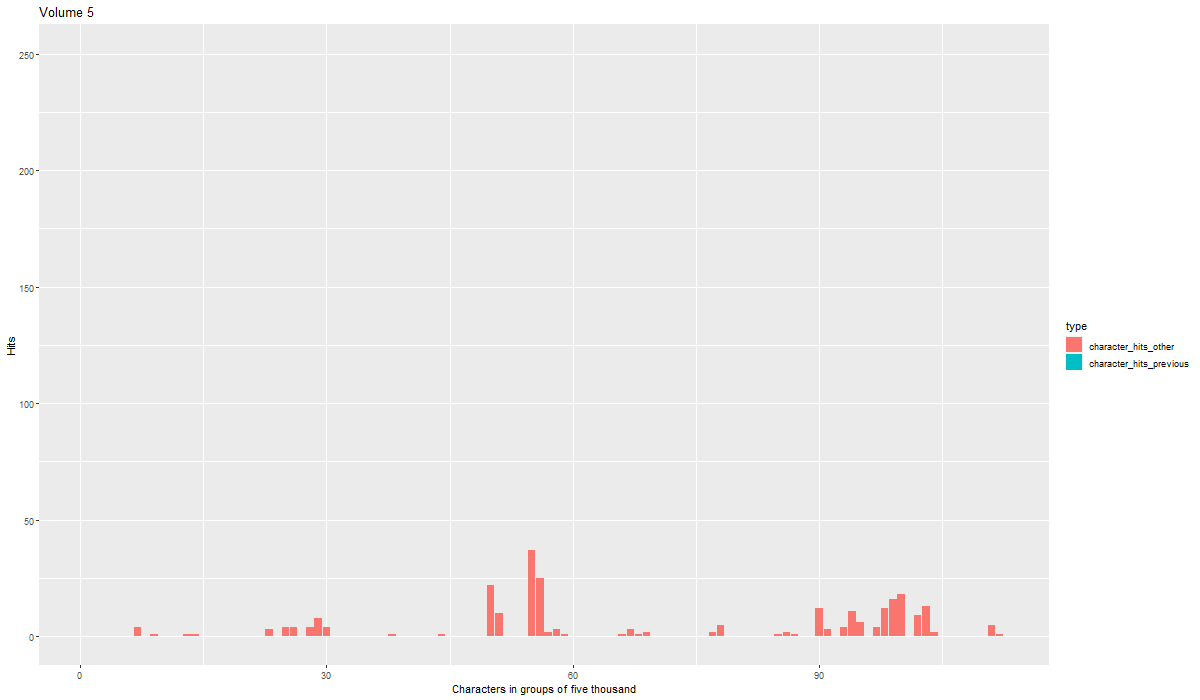 Volume 5
250
200
150
100
50
0
Hits
0
30
60
90
Characters in groups of five thousand
type
character_hits_other
character_hits_previous